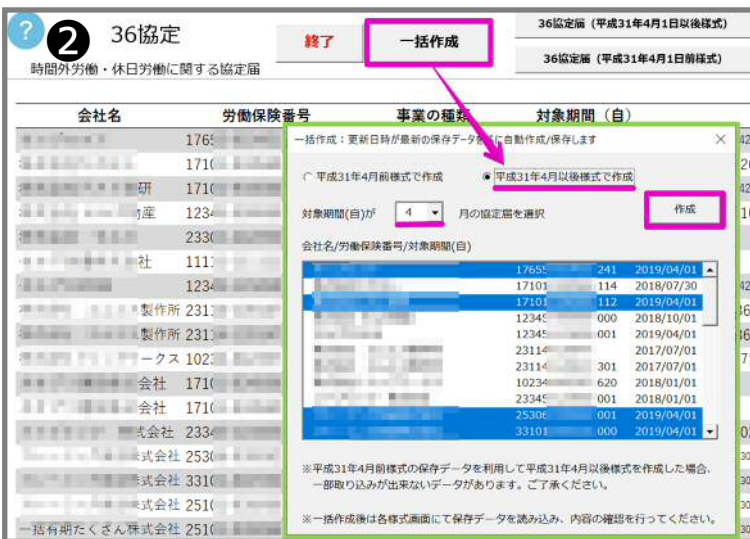 ?
❷
36協定
時間外労働・休日労働に関する協定届
終了
一括作成
36協定届（平成31年4月1日以後様式）
36協定届（平成31年4月1日前様式）
会社名 労働保険番号 事業の種類 対象期間（自）
1765
1710
研 1710
産 1234
2330
社 1111
1234
製作所 2311
製作所 2311
ークス 1023
会社 1710
会社 1710
式会社 2334
式会社 2530
式会社 3310
式会社 2510
一括有期たくさん株式会社 2510
一括作成：更新日時が最新の保存データを元に自動作成/保存します
平成31年4月前様式で作成
平成31年4月以後様式で作成
対象期間(自)が 4 月の協定届を選択
作成
会社名/労働保険番号/対象期間(自)
17655 241 2019/04/01
17101 114 2018/07/30
17101 112 2019/04/01
12345 000 2018/10/01
12345 001 2019/04/01
23114 2017/07/01
23114 301 2017/07/01
10234 620 2018/01/01
23345 001 2018/01/01
25306 001 2019/04/01
33101 000 2019/04/01
※平成31年4月前様式の保存データを利用して平成31年4月以後様式を作成した場合、
一部取り込みが出来ないデータがあります。ご了承ください。
※一括作成後は各様式画面にて保存データを読み込み、内容の確認を行ってください。